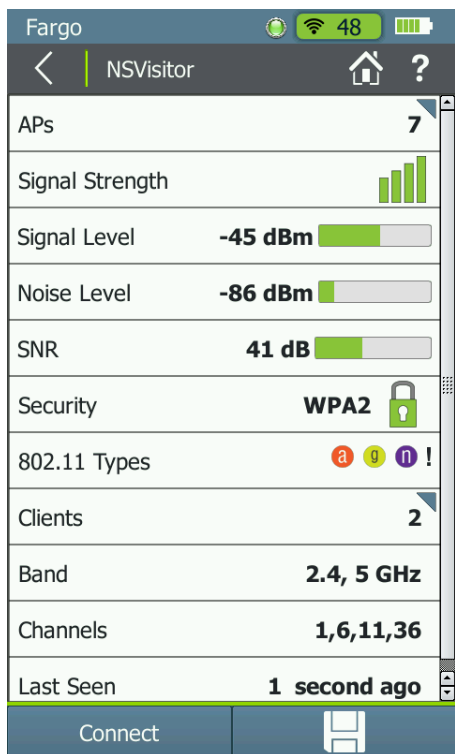 Fargo 48
NSVisitor ?
APs 7
Signal Strength
Signal Level -45 dBm
Noise Level -86 dBm
SNR 41 dB
Security WPA2
802.11 Types a g n !
Clients 2
Band 2.4, 5 GHz
Channels 1,6,11,36
Last Seen 1 second ago
Connect